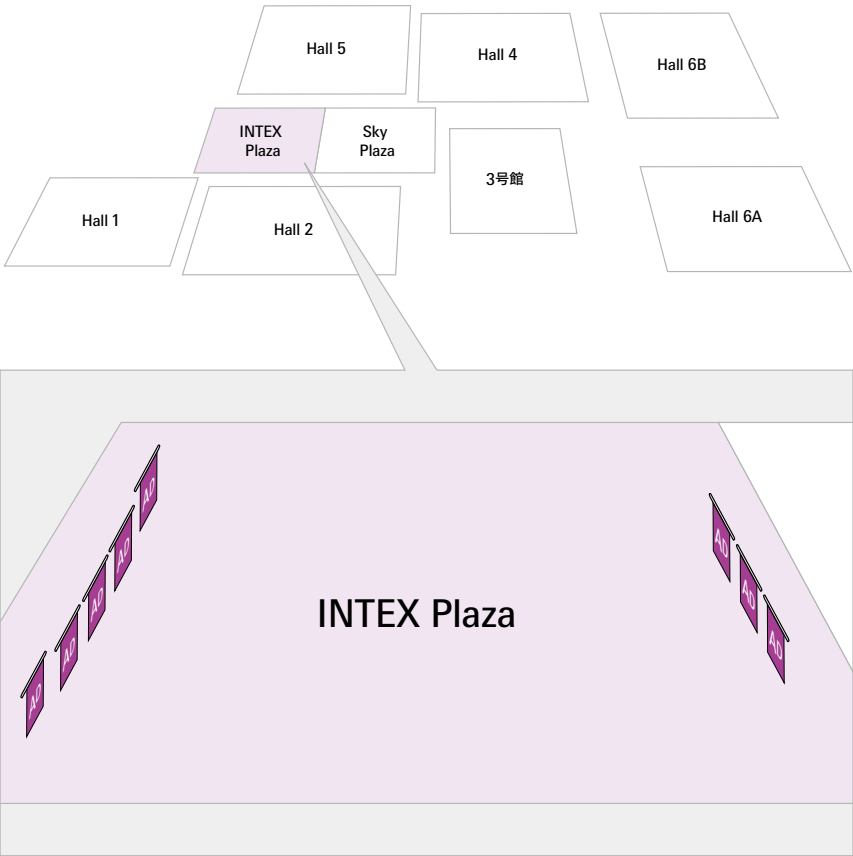 Hall 5
Hall 4
Hall 6B
INTEX
Plaza
Sky
Plaza
3号館
Hall 1
Hall 2
Hall 6A
INTEX Plaza
AD
AD
AD
AD
AD
AD
AD
AD